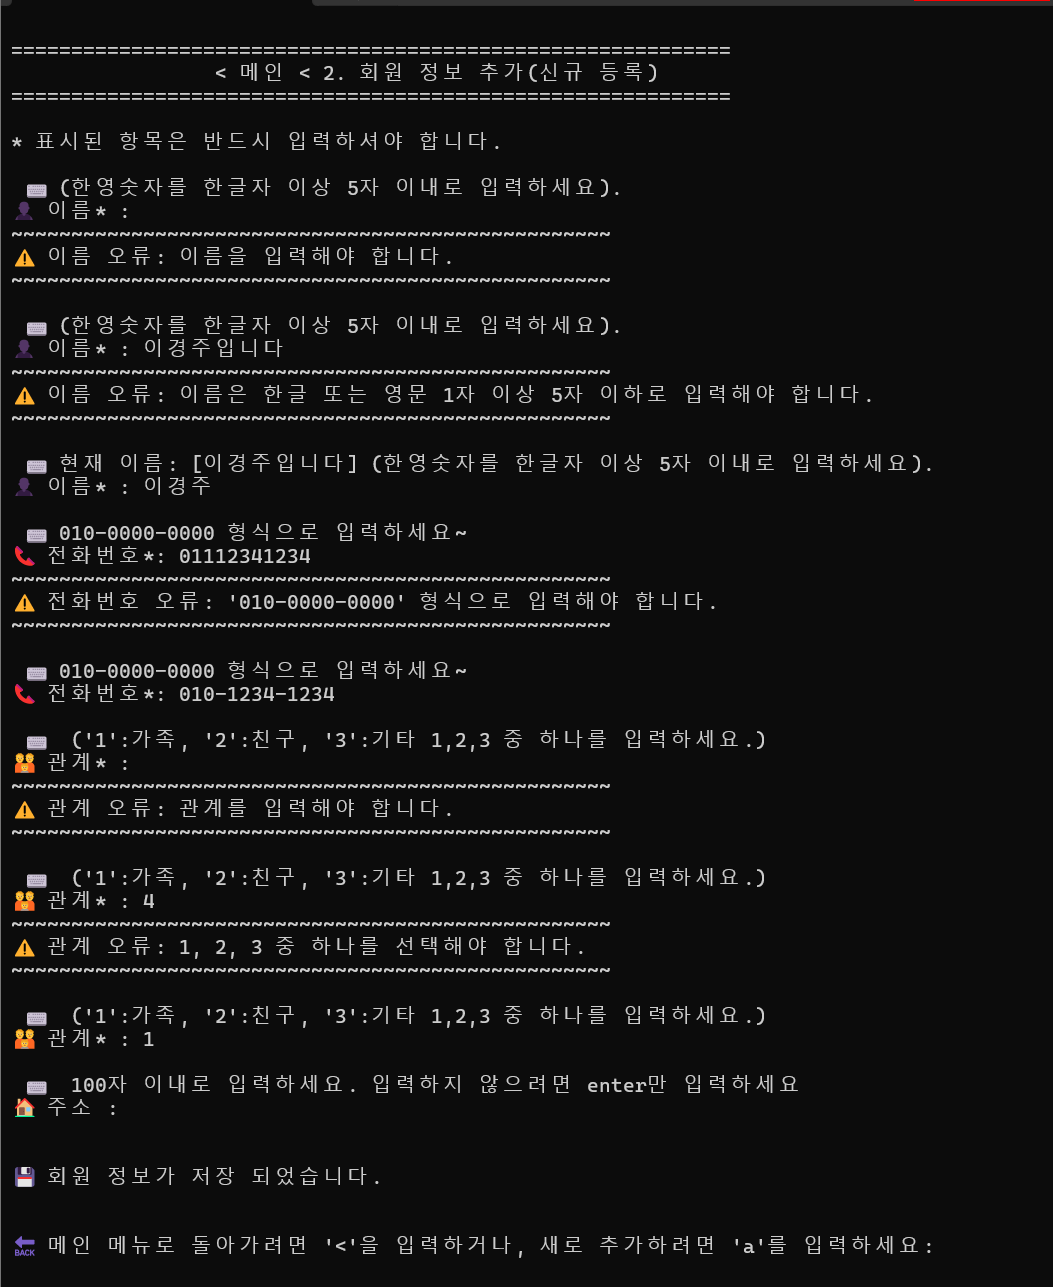 ============================================================
< 메인 < 2. 회원 정보 추가(신규 등록)
============================================================
* 표시된 항목은 반드시 입력하셔야 합니다.
(한영숫자를 한글자 이상 5자 이내로 입력하세요).
이름* :
~~~~~~~~~~~~~~~~~~~~~~~~~~~~~~~~~~~~~~~~~~~~~~~~~~
이름 오류: 이름을 입력해야 합니다.
~~~~~~~~~~~~~~~~~~~~~~~~~~~~~~~~~~~~~~~~~~~~~~~~~~
(한영숫자를 한글자 이상 5자 이내로 입력하세요).
이름* : 이경주입니다
~~~~~~~~~~~~~~~~~~~~~~~~~~~~~~~~~~~~~~~~~~~~~~~~~~
이름 오류: 이름은 한글 또는 영문 1자 이상 5자 이하로 입력해야 합니다.
~~~~~~~~~~~~~~~~~~~~~~~~~~~~~~~~~~~~~~~~~~~~~~~~~~
현재 이름: [이경주입니다] (한영숫자를 한글자 이상 5자 이내로 입력하세요).
이름* : 이경주
010-0000-0000 형식으로 입력하세요~
전화번호*: 01112341234
~~~~~~~~~~~~~~~~~~~~~~~~~~~~~~~~~~~~~~~~~~~~~~~~~~
전화번호 오류: '010-0000-0000' 형식으로 입력해야 합니다.
~~~~~~~~~~~~~~~~~~~~~~~~~~~~~~~~~~~~~~~~~~~~~~~~~~
010-0000-0000 형식으로 입력하세요~
전화번호*: 010-1234-1234
('1':가족, '2':친구, '3':기타 1,2,3 중 하나를 입력하세요.)
관계* :
~~~~~~~~~~~~~~~~~~~~~~~~~~~~~~~~~~~~~~~~~~~~~~~~~~
관계 오류: 관계를 입력해야 합니다.
~~~~~~~~~~~~~~~~~~~~~~~~~~~~~~~~~~~~~~~~~~~~~~~~~~
('1':가족, '2':친구, '3':기타 1,2,3 중 하나를 입력하세요.)
관계* : 4
~~~~~~~~~~~~~~~~~~~~~~~~~~~~~~~~~~~~~~~~~~~~~~~~~~
관계 오류: 1, 2, 3 중 하나를 선택해야 합니다.
~~~~~~~~~~~~~~~~~~~~~~~~~~~~~~~~~~~~~~~~~~~~~~~~~~
('1':가족, '2':친구, '3':기타 1,2,3 중 하나를 입력하세요.)
관계* : 1
100자 이내로 입력하세요. 입력하지 않으려면 enter만 입력하세요
주소 :
회원 정보가 저장 되었습니다.
BACK 메인 메뉴로 돌아가려면 '<'을 입력하거나, 새로 추가하려면 'a'를 입력하세요: